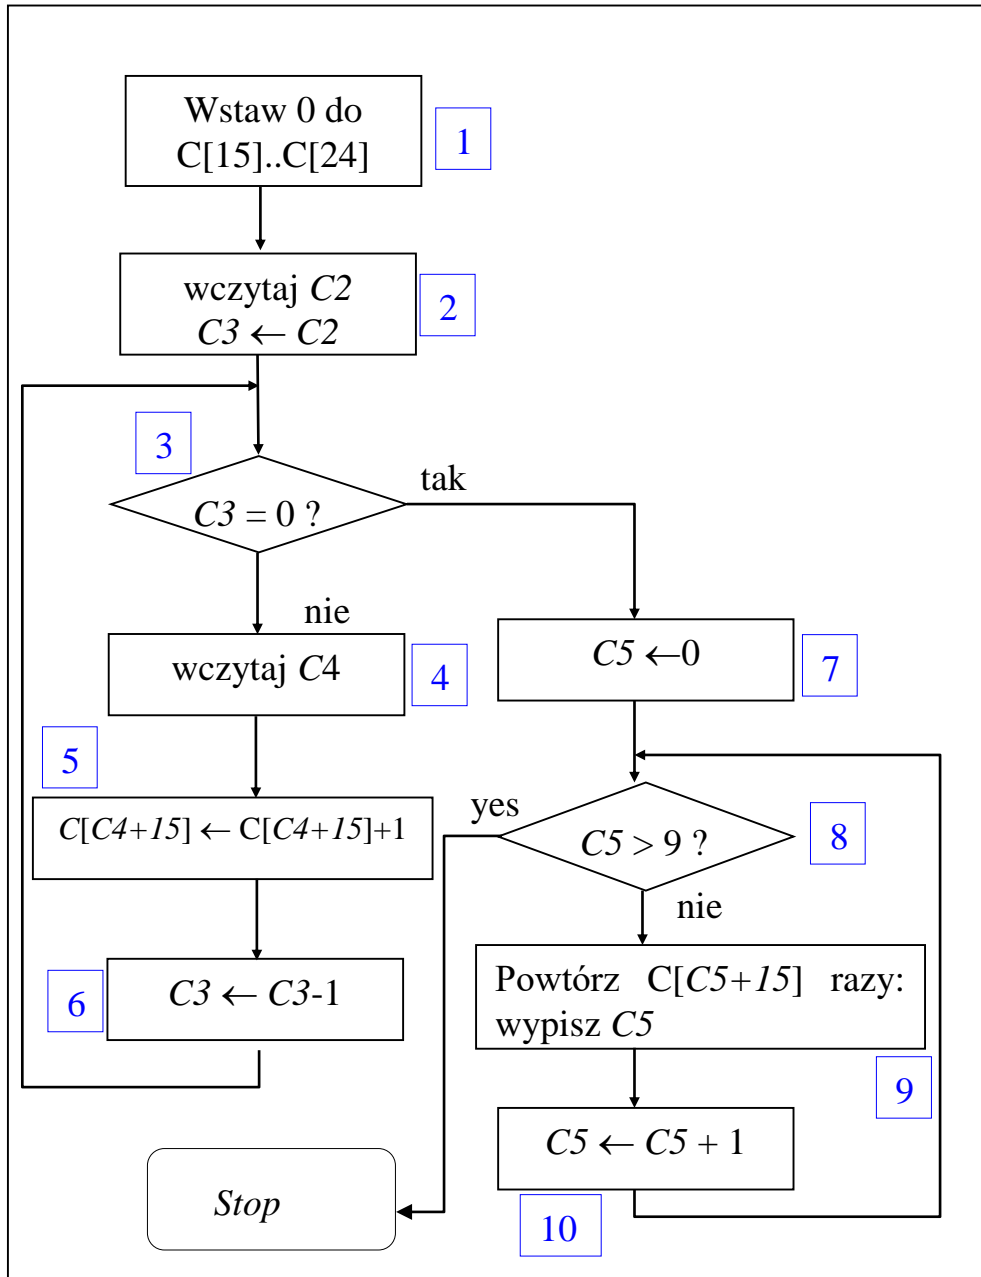 Wstaw 0 do
C[15]..C[24]
1
wczytaj C2
C3 ← C2
2
3
C3 = 0 ?
tak
nie
wczytaj C4
4
5
C[C4+15] ← C[C4+15]+1
C3 ← C3-1
6
C5 ←0
7
yes
C5 > 9 ?
8
nie
Powtórz C[C5+15] razy:
wypisz C5
9
C5 ← C5 + 1
10
Stop